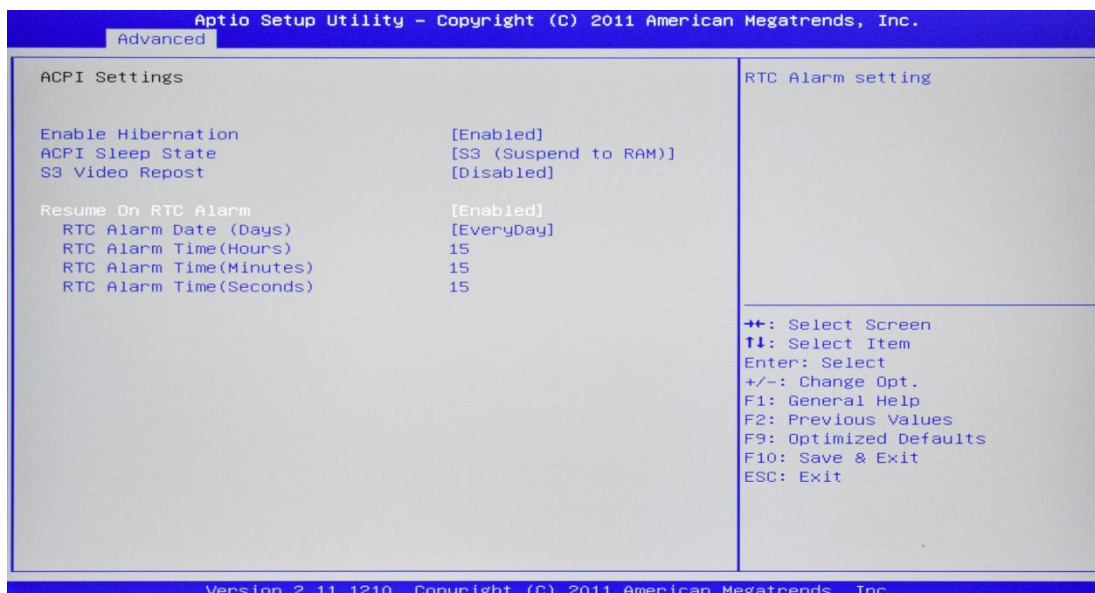 Aptio Setup Utility – Copyright (C) 2011 American Megatrends, Inc.
Advanced
ACPI Settings
Enable Hibernation [Enabled]
ACPI Sleep State [S3 (Suspend to RAM)]
S3 Video Repost [Disabled]
Resume On RTC Alarm [Enabled]
RTC Alarm Date (Days) [EveryDay]
RTC Alarm Time(Hours) 15
RTC Alarm Time(Minutes) 15
RTC Alarm Time(Seconds) 15
RTC Alarm setting
→←: Select Screen
↑↓: Select Item
Enter: Select
+/-: Change Opt.
F1: General Help
F2: Previous Values
F9: Optimized Defaults
F10: Save & Exit
ESC: Exit
Version 2.11.1210. Copyright (C) 2011 American Megatrends, Inc.